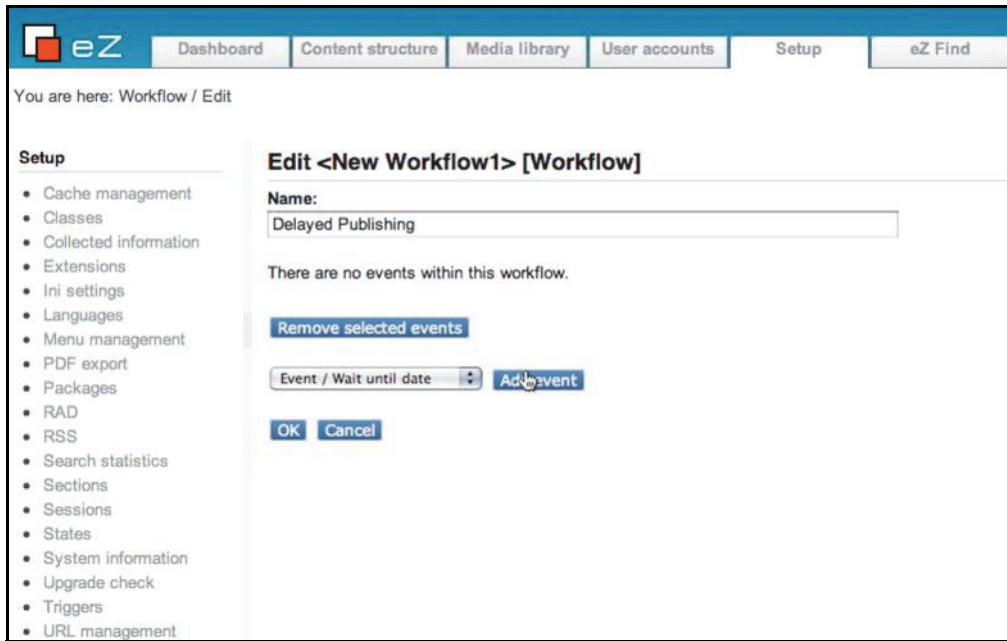 eZ
Dashboard
Content structure
Media library
User accounts
Setup
eZ Find
You are here: Workflow / Edit
Setup
Cache management
Classes
Collected information
Extensions
Ini settings
Languages
Menu management
PDF export
Packages
RAD
RSS
Search statistics
Sections
Sessions
States
System information
Upgrade check
Triggers
URL management
Edit <New Workflow1> [Workflow]
Name:
Delayed Publishing
There are no events within this workflow.
Remove selected events
Event / Wait until date
Add event
OK
Cancel